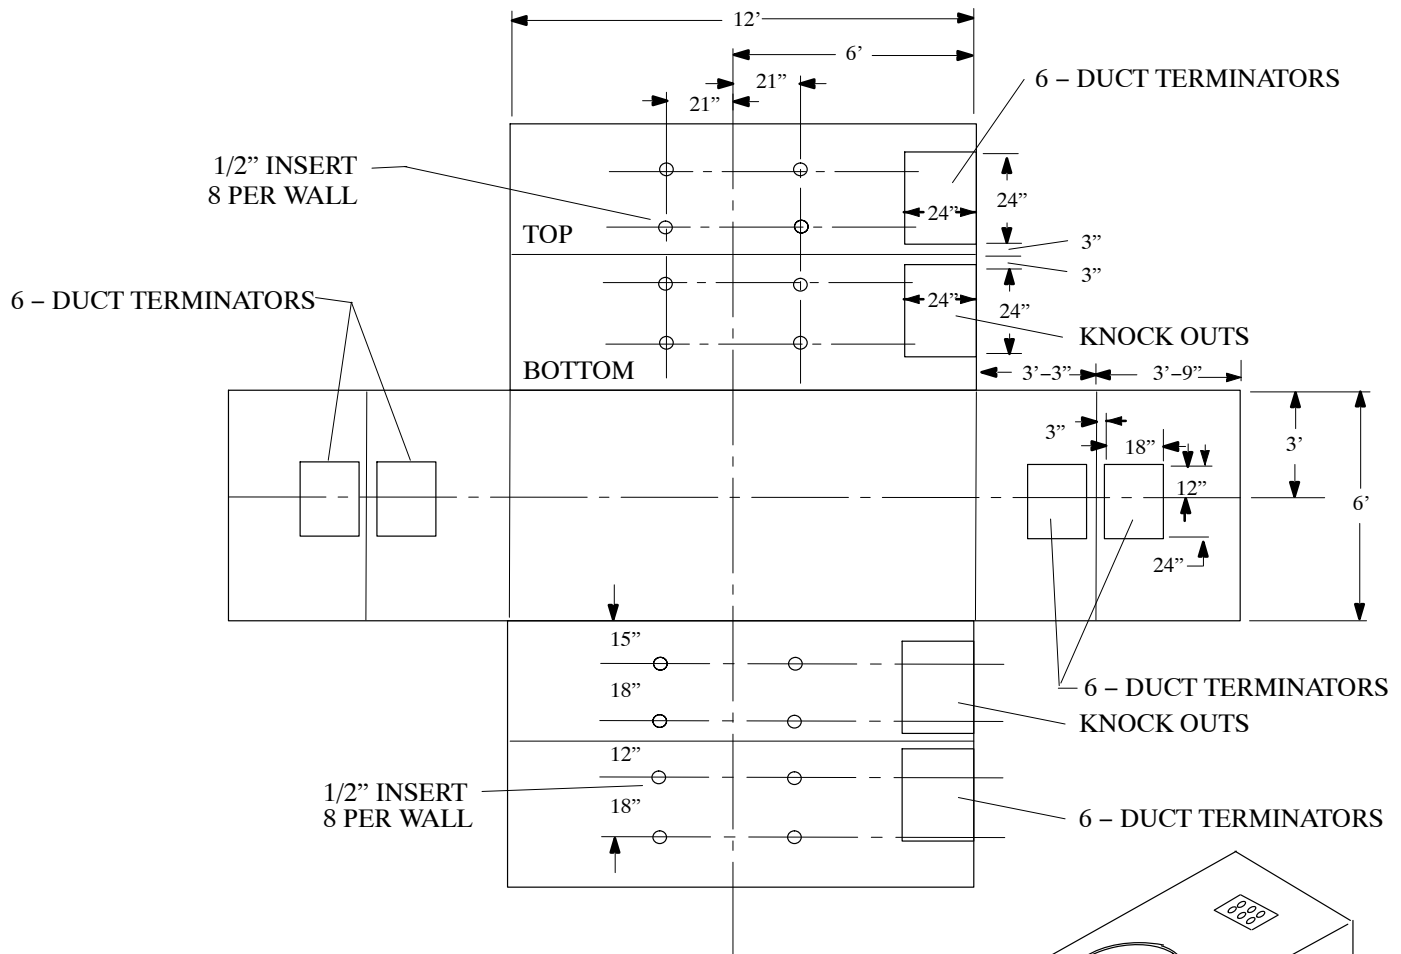 12'
6'
21”
21”
6 – DUCT TERMINATORS
1/2” INSERT
8 PER WALL
24”
24”
TOP
3”
3”
6 – DUCT TERMINATORS
24”
24”
KNOCK OUTS
BOTTOM
3’–3”
3’–9”
3”
18”
3’
12”
6’
24”
15”
18”
6 – DUCT TERMINATORS
KNOCK OUTS
12”
1/2” INSERT
8 PER WALL
18”
6 – DUCT TERMINATORS